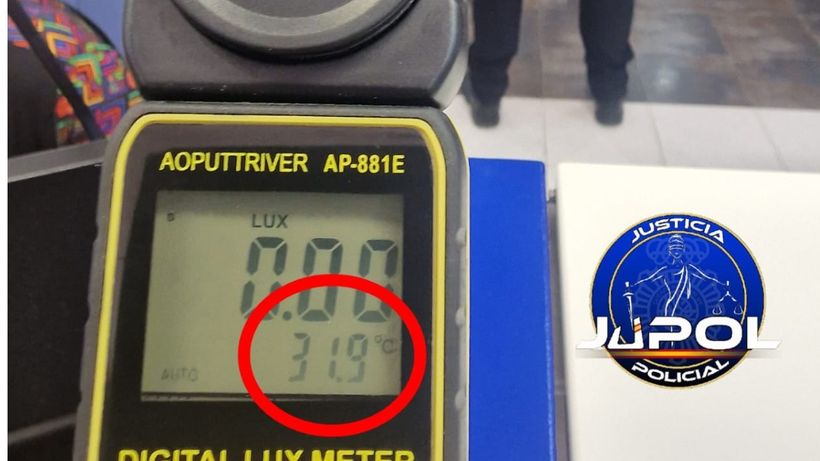 AOPUTTRIVER AP-881E
S
LUX
0.00
31.9 °C
AUTO
DIGITAL LUX METER
JUSTICIA
JUPOL
POLICIAL